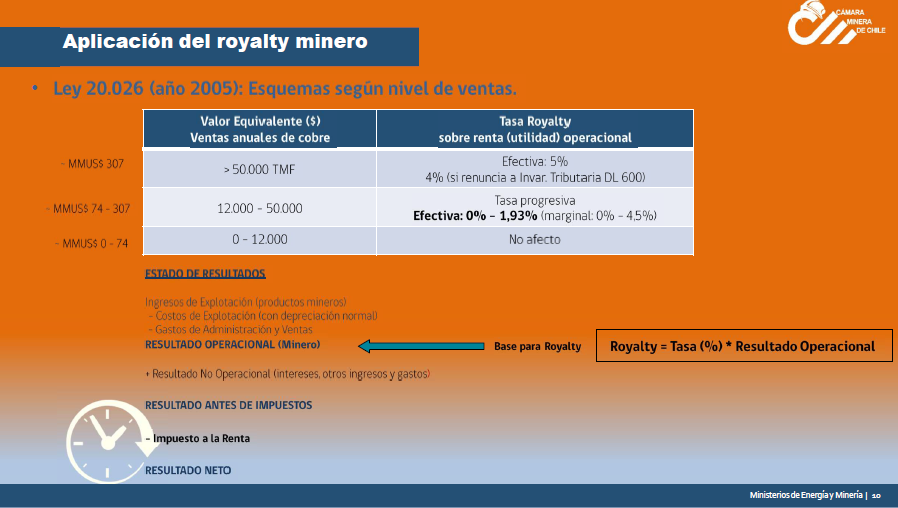 CÁMARA
MINERA
DE CHILE
Aplicación del royalty minero
• Ley 20.026 (año 2005): Esquemas según nivel de ventas.
Valor Equivalente ($)
Ventas anuales de cobre
Tasa Royalty
sobre renta (utilidad) operacional
~ MMUS$ 307
> 50.000 TMF
Efectiva: 5%
4% (si renuncia a Invar. Tributaria DL 600)
~ MMUS$ 74 - 307
12.000 – 50.000
Tasa progresiva
Efectiva: 0% – 1,93% (marginal: 0% – 4,5%)
~ MMUS$ 0 - 74
0 – 12.000
No afecto
ESTADO DE RESULTADOS
Ingresos de Explotación (productos mineros)
– Costos de Explotación (con depreciación normal)
– Gastos de Administración y Ventas
RESULTADO OPERACIONAL (Minero)
Base para Royalty
Royalty = Tasa (%) * Resultado Operacional
+ Resultado No Operacional (intereses, otros ingresos y gastos)
RESULTADO ANTES DE IMPUESTOS
– Impuesto a la Renta
RESULTADO NETO
Ministerios de Energía y Minería | 10